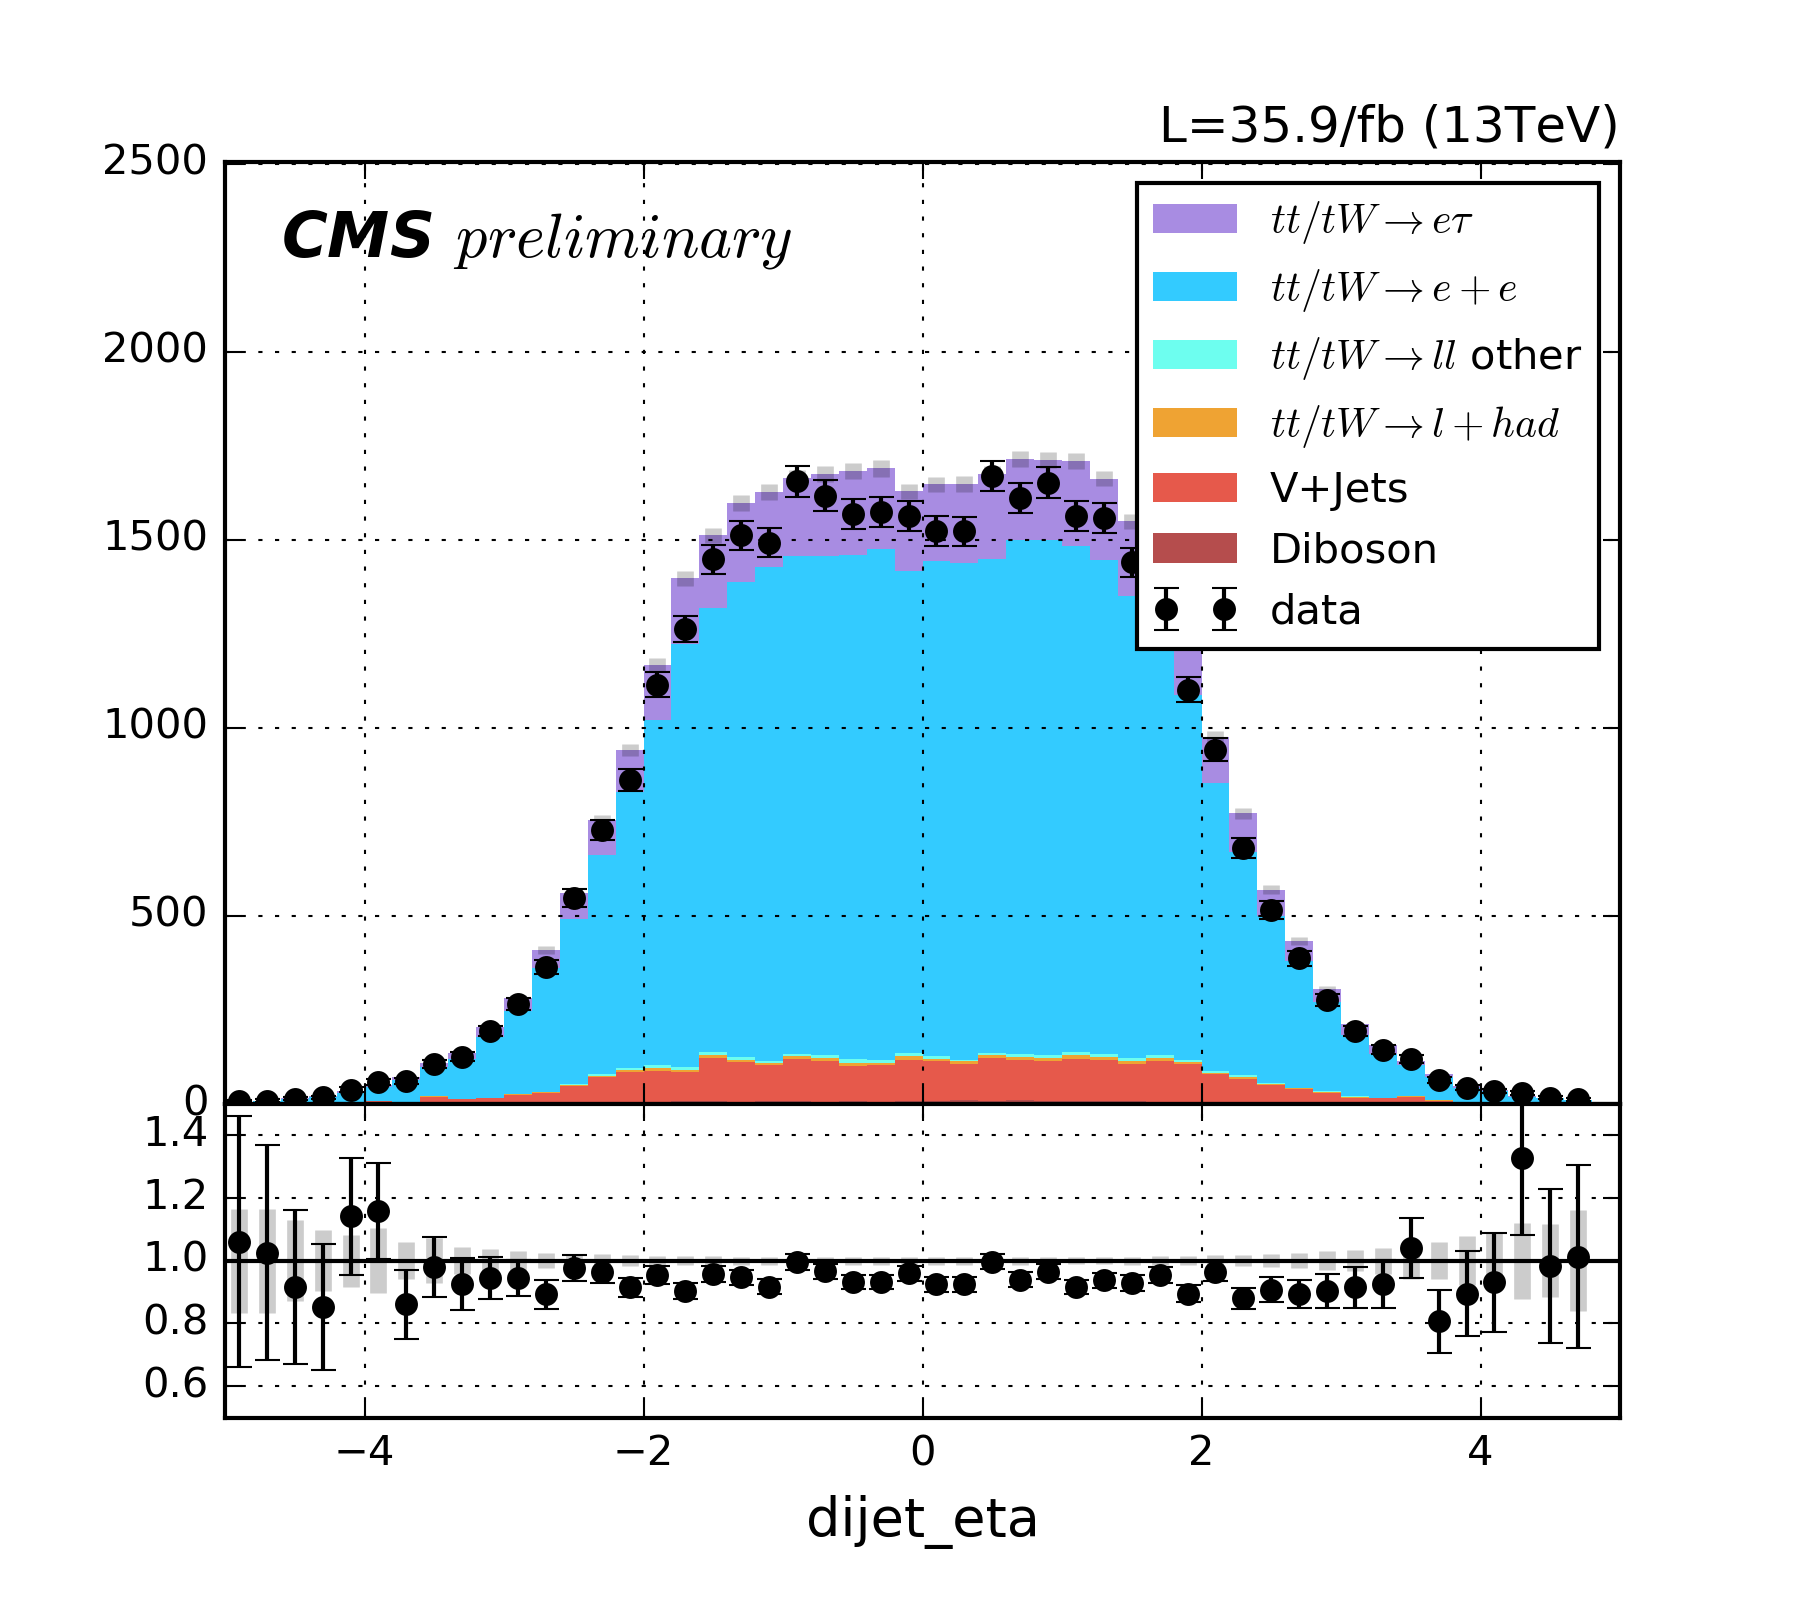 L=35.9/fb (13TeV)
CMS preliminary
2500
2000
1500
1000
500
0
tt/tW→eτ
tt/tW→e+e
tt/tW→ll other
tt/tW→l+had
V+Jets
Diboson
data
1.4
1.2
1.0
0.8
0.6
−4 −2 0 2 4
dijet_eta